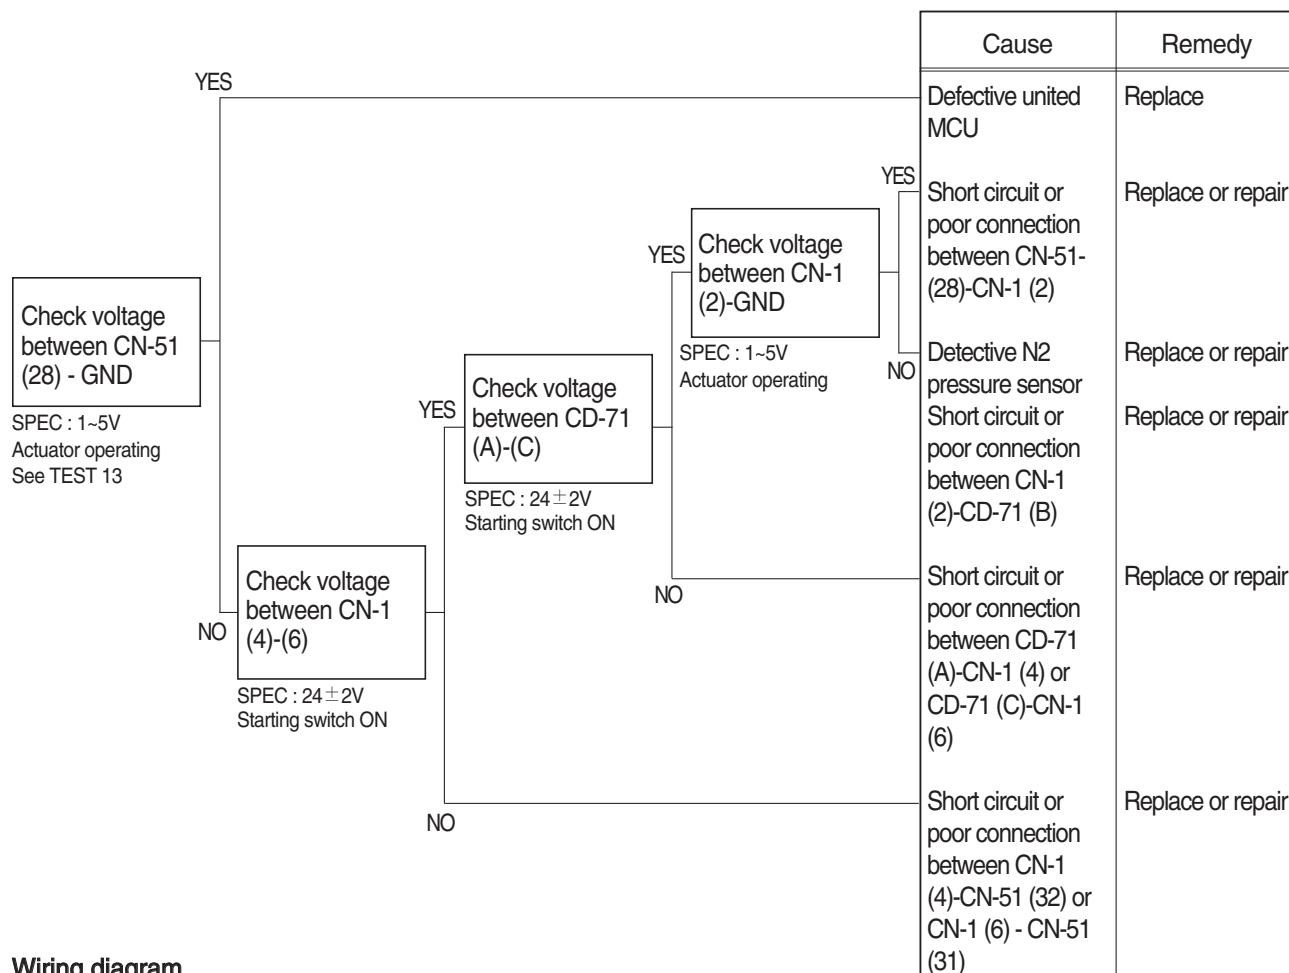 Cause Remedy
YES
Defective united Replace
MCU
YES
Short circuit or Replace or repair
poor connection
between CN-51-
(28)-CN-1 (2)
YES
Check voltage
between CN-1
(2)-GND
SPEC : 1~5V
Actuator operating
NO
Detective N2 Replace or repair
pressure sensor
Short circuit or Replace or repair
poor connection
between CN-1
(2)-CD-71 (B)
Check voltage
between CN-51
(28) - GND
SPEC : 1~5V
Actuator operating
See TEST 13
YES
Check voltage
between CD-71
(A)-(C)
SPEC : 24±2V
Starting switch ON
NO
Short circuit or Replace or repair
poor connection
between CD-71
(A)-CN-1 (4) or
CD-71 (C)-CN-1
(6)
NO
Check voltage
between CN-1
(4)-(6)
SPEC : 24±2V
Starting switch ON
NO
Short circuit or Replace or repair
poor connection
between CN-1
(4)-CN-51 (32) or
CN-1 (6) - CN-51
(31)
Wiring diagram